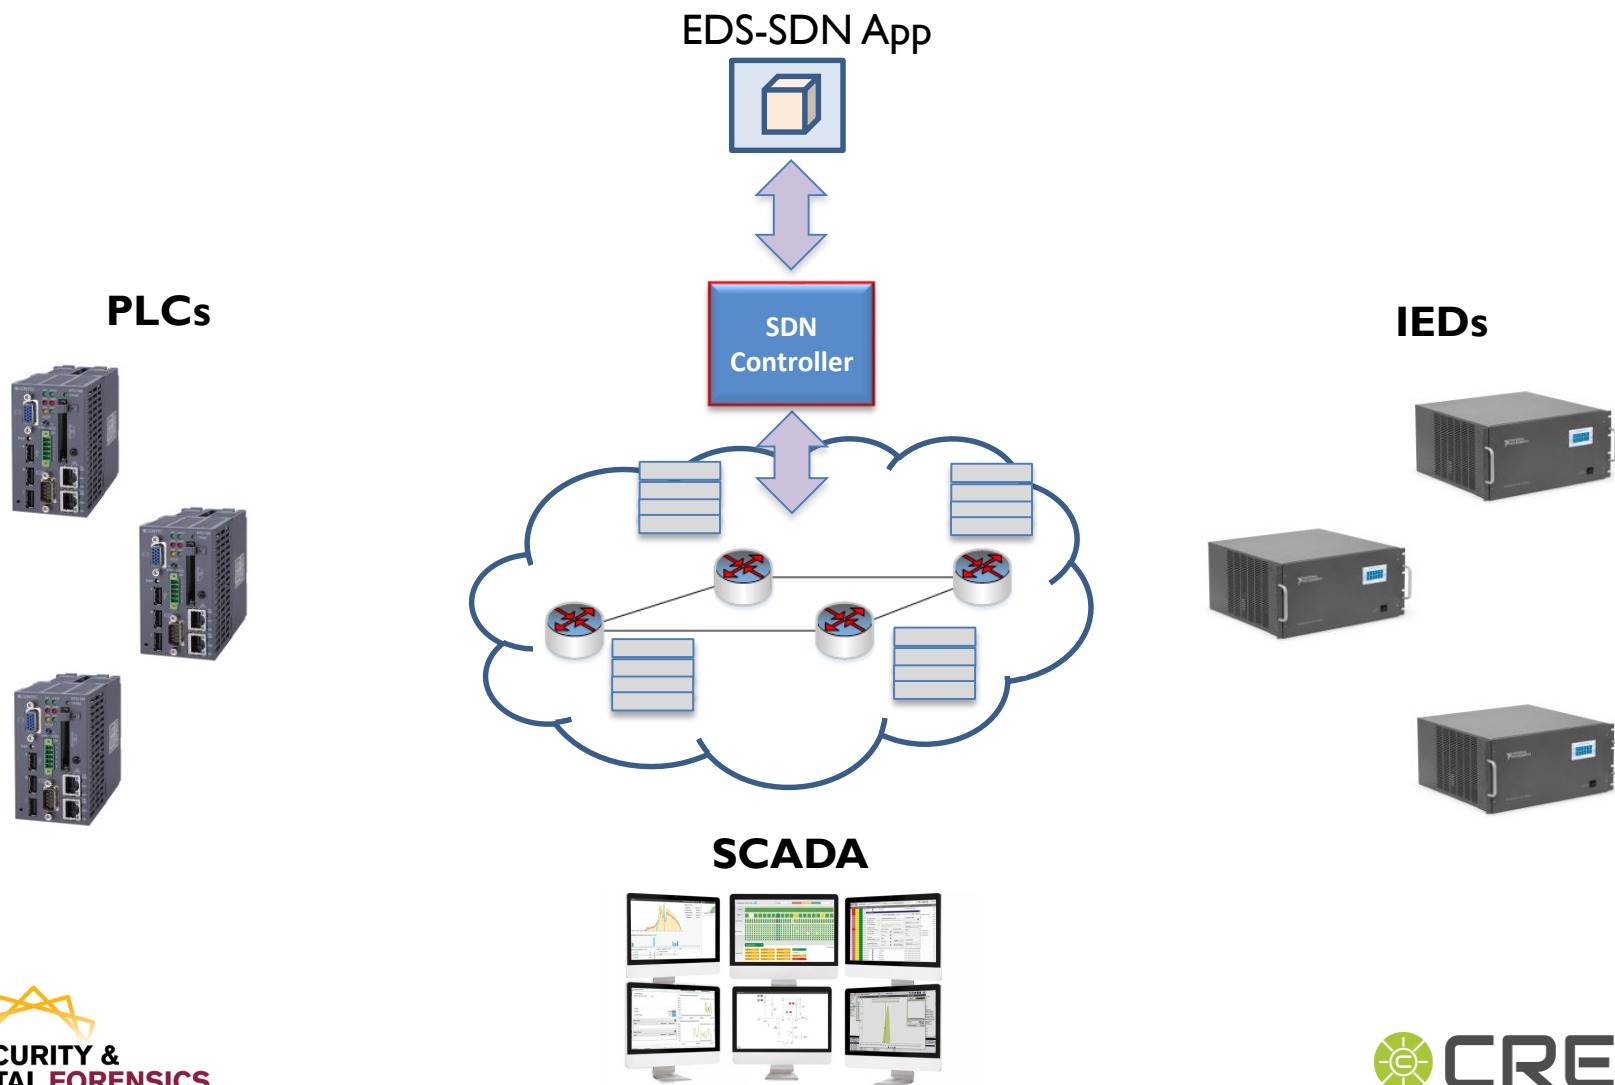 EDS-SDN App
SDN
Controller
PLCs
IEDs
SCADA
CURITY &
TAL FORENSICS
CRE